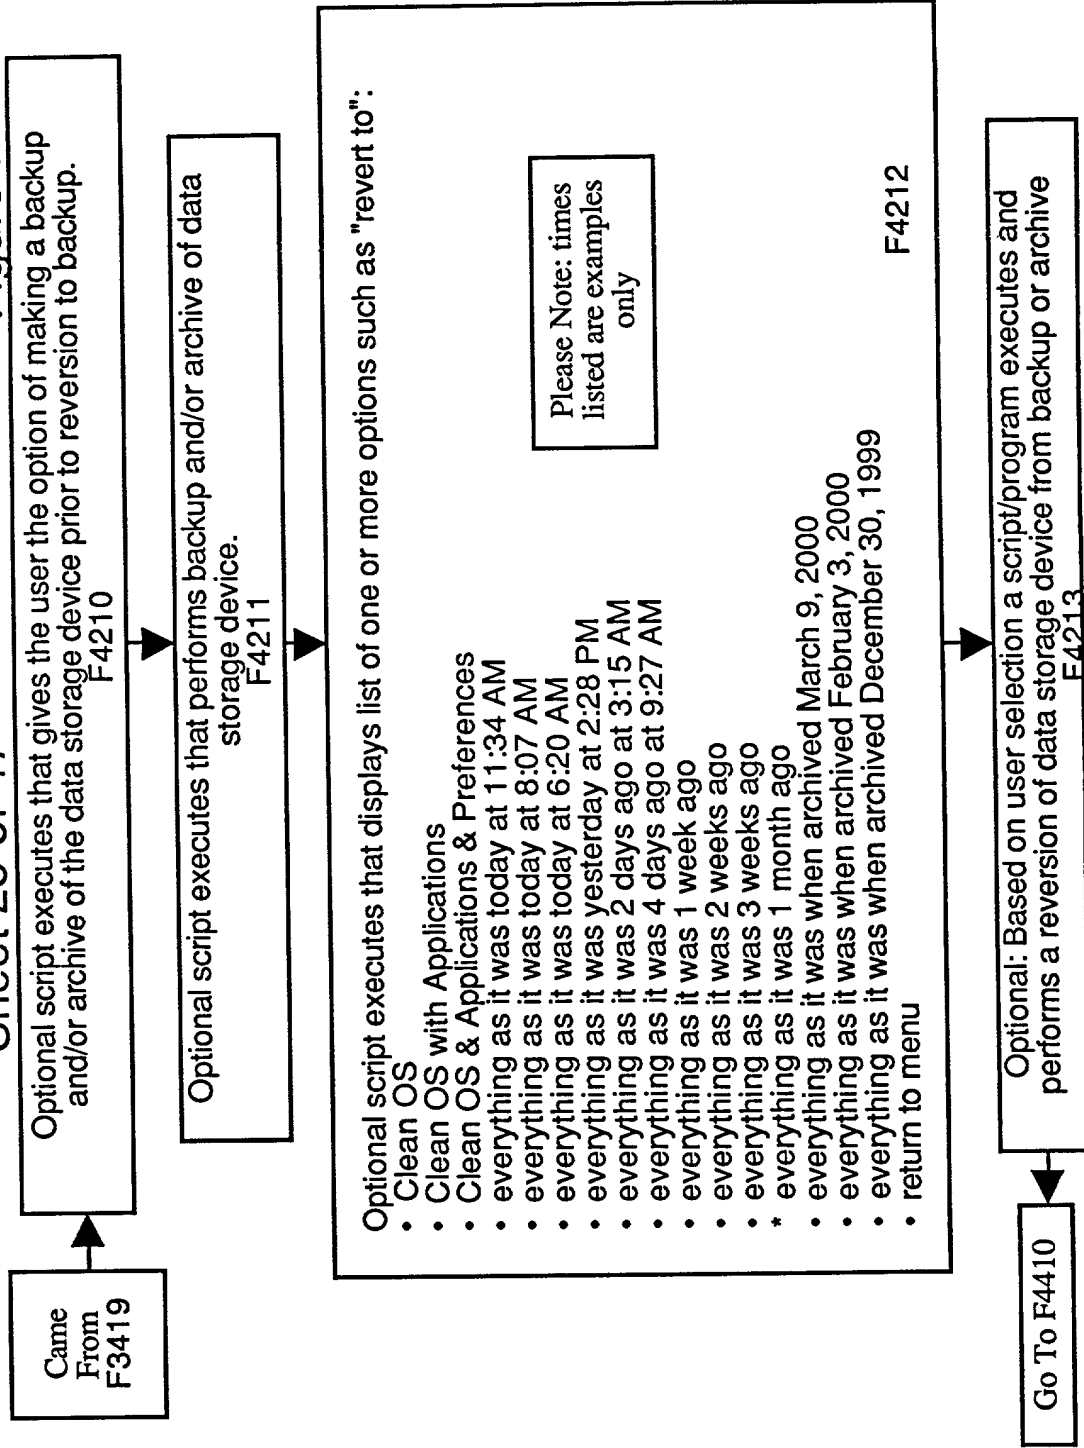 Came
From
F3419
Optional script executes that gives the user the option of making a backup
and/or archive of the data storage device prior to reversion to backup.
F4210
Optional script executes that performs backup and/or archive of data
storage device.
F4211
Optional script executes that displays list of one or more options such as "revert to":
• Clean OS
• Clean OS with Applications
• Clean OS & Applications & Preferences
• everything as it was today at 11:34 AM
• everything as it was today at 8:07 AM
• everything as it was today at 6:20 AM
• everything as it was yesterday at 2:28 PM
• everything as it was 2 days ago at 3:15 AM
• everything as it was 4 days ago at 9:27 AM
• everything as it was 1 week ago
• everything as it was 2 weeks ago
• everything as it was 3 weeks ago
* everything as it was 1 month ago
• everything as it was when archived March 9, 2000
• everything as it was when archived February 3, 2000
• everything as it was when archived December 30, 1999
• return to menu
Please Note: times
listed are examples
only
F4212
Optional: Based on user selection a script/program executes and
performs a reversion of data storage device from backup or archive
F4213
Go To F4410